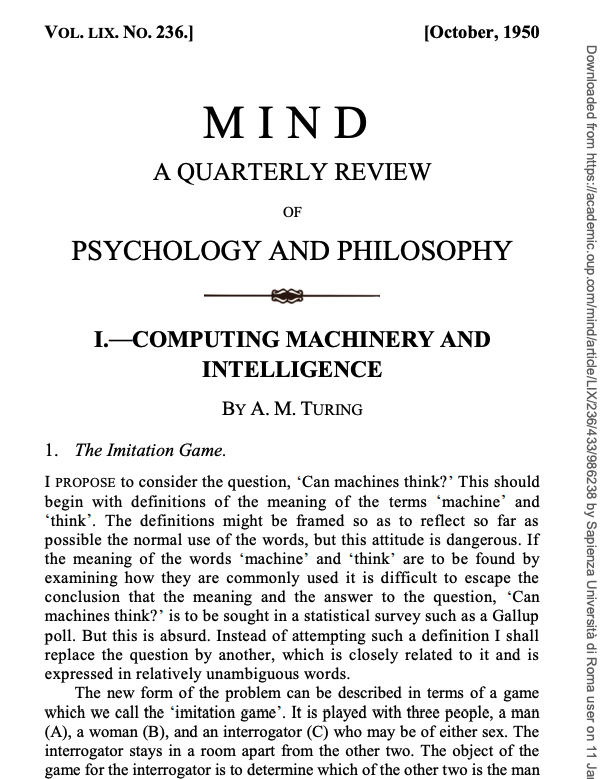 VOL. LIX. NO. 236.] [October, 1950
MIND
A QUARTERLY REVIEW
OF
PSYCHOLOGY AND PHILOSOPHY
I.—COMPUTING MACHINERY AND
INTELLIGENCE
BY A. M. TURING
1. The Imitation Game.
I PROPOSE to consider the question, ‘Can machines think?’ This should
begin with definitions of the meaning of the terms ‘machine’ and
‘think’. The definitions might be framed so as to reflect so far as
possible the normal use of the words, but this attitude is dangerous. If
the meaning of the words ‘machine’ and ‘think’ are to be found by
examining how they are commonly used it is difficult to escape the
conclusion that the meaning and the answer to the question, ‘Can
machines think?’ is to be sought in a statistical survey such as a Gallup
poll. But this is absurd. Instead of attempting such a definition I shall
replace the question by another, which is closely related to it and is
expressed in relatively unambiguous words.
The new form of the problem can be described in terms of a game
which we call the ‘imitation game’. It is played with three people, a man
(A), a woman (B), and an interrogator (C) who may be of either sex. The
interrogator stays in a room apart from the other two. The object of the
game for the interrogator is to determine which of the other two is the man
Downloaded from https://academic.oup.com/mind/article/LIX/236/433/986238 by Sapienza Università di Roma user on 11